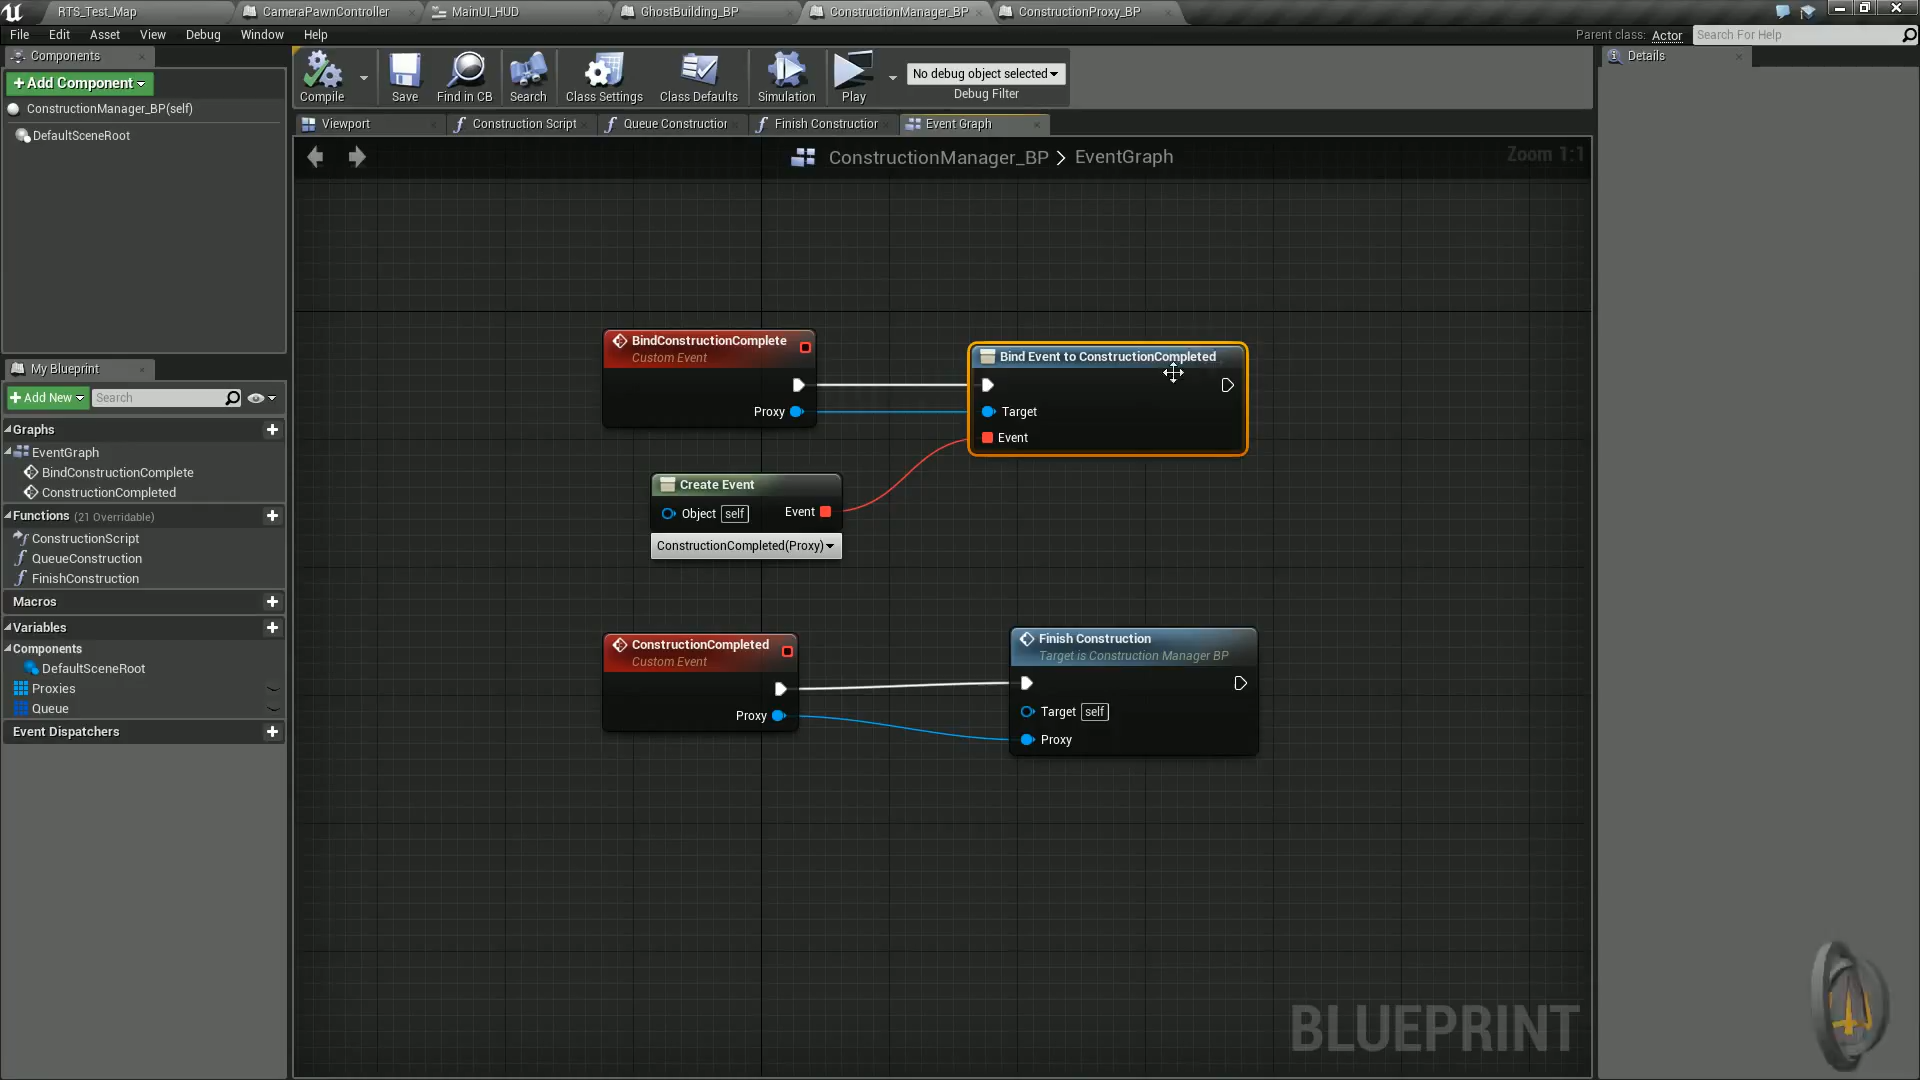 RTS_Test_Map
CameraPawnController
MainUI_HUD
GhostBuilding_BP
ConstructionManager_BP
ConstructionProxy_BP
File Edit Asset View Debug Window Help
Parent class: Actor
Search For Help
Components
Add Component
ConstructionManager_BP(self)
DefaultSceneRoot
Compile
Save
Find in CB
Search
Class Settings
Class Defaults
Simulation
Play
No debug object selected
Debug Filter
Details
Viewport
Construction Script
Queue Construction
Finish Construction
Event Graph
ConstructionManager_BP > EventGraph
Zoom 1:1
BindConstructionComplete
Custom Event
Proxy
Bind Event to ConstructionCompleted
Target
Event
Create Event
Object self
Event
ConstructionCompleted(Proxy)
ConstructionCompleted
Custom Event
Proxy
Finish Construction
Target is Construction Manager BP
Target self
Proxy
My Blueprint
Add New
Search
Graphs
EventGraph
BindConstructionComplete
ConstructionCompleted
Functions (21 Overridable)
ConstructionScript
QueueConstruction
FinishConstruction
Macros
Variables
Components
DefaultSceneRoot
Proxies
Queue
Event Dispatchers
BLUEPRINT